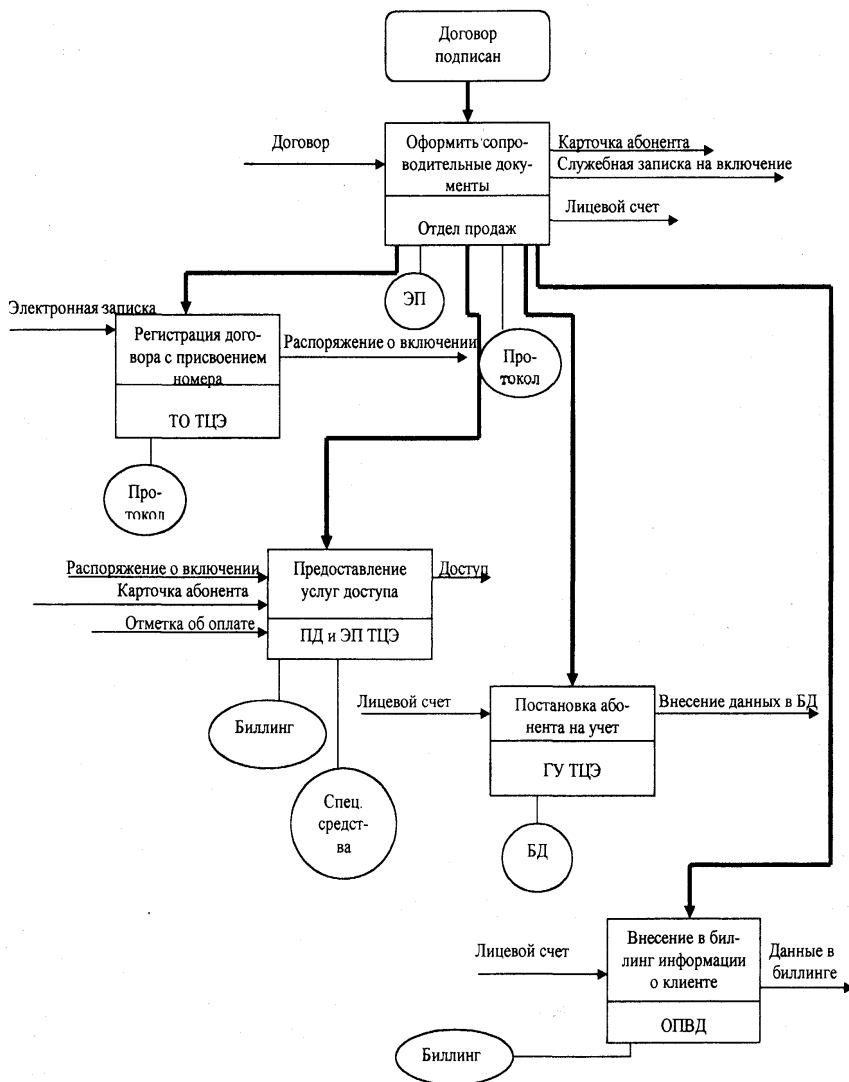 Договор
подписан
Договор
Оформить сопро-
водительные доку-
менты
Отдел продаж
Карточка абонента
Служебная записка на включение
Лицевой счет
ЭП
Про-
токол
Электронная записка
Регистрация дого-
вора с присвоением
номера
ТО ТЦЭ
Распоряжение о включении
Про-
токол
Распоряжение о включении
Карточка абонента
Отметка об оплате
Предоставление
услуг доступа
ПД и ЭП ТЦЭ
Доступ
Биллинг
Спец.
средст-
ва
Лицевой счет
Постановка або-
нента на учет
ГУ ТЦЭ
Внесение данных в БД
БД
Лицевой счет
Внесение в бил-
линг информации
о клиенте
ОПВД
Данные в
биллинге
Биллинг